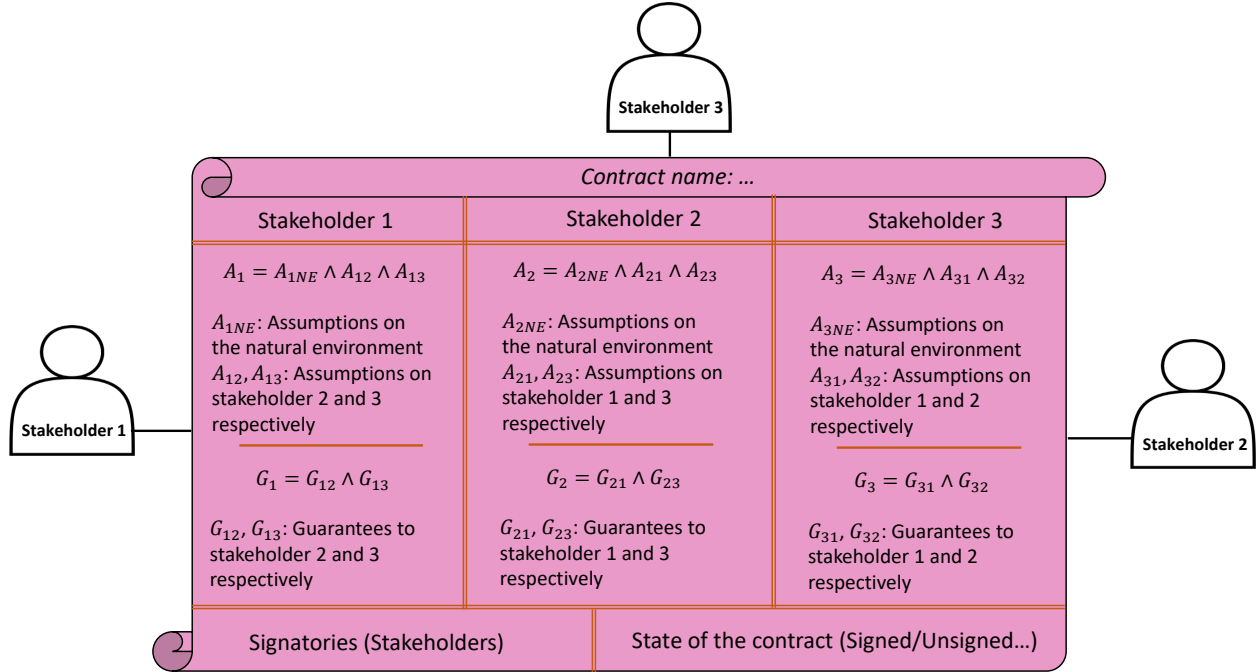 Stakeholder 3
Contract name: …
Stakeholder 1
Stakeholder 2
Stakeholder 3
𝐴₁ = 𝐴₁ₙₑ ∧ 𝐴₁₂ ∧ 𝐴₁₃
𝐴₁ₙₑ: Assumptions on
the natural environment
𝐴₁₂, 𝐴₁₃: Assumptions on
stakeholder 2 and 3
respectively
𝐺₁ = 𝐺₁₂ ∧ 𝐺₁₃
𝐺₁₂, 𝐺₁₃: Guarantees to
stakeholder 2 and 3
respectively
𝐴₂ = 𝐴₂ₙₑ ∧ 𝐴₂₁ ∧ 𝐴₂₃
𝐴₂ₙₑ: Assumptions on
the natural environment
𝐴₂₁, 𝐴₂₃: Assumptions on
stakeholder 1 and 3
respectively
𝐺₂ = 𝐺₂₁ ∧ 𝐺₂₃
𝐺₂₁, 𝐺₂₃: Guarantees to
stakeholder 1 and 3
respectively
𝐴₃ = 𝐴₃ₙₑ ∧ 𝐴₃₁ ∧ 𝐴₃₂
𝐴₃ₙₑ: Assumptions on
the natural environment
𝐴₃₁, 𝐴₃₂: Assumptions on
stakeholder 1 and 2
respectively
𝐺₃ = 𝐺₃₁ ∧ 𝐺₃₂
𝐺₃₁, 𝐺₃₂: Guarantees to
stakeholder 1 and 2
respectively
Stakeholder 1
Stakeholder 2
Signatories (Stakeholders)
State of the contract (Signed/Unsigned…)